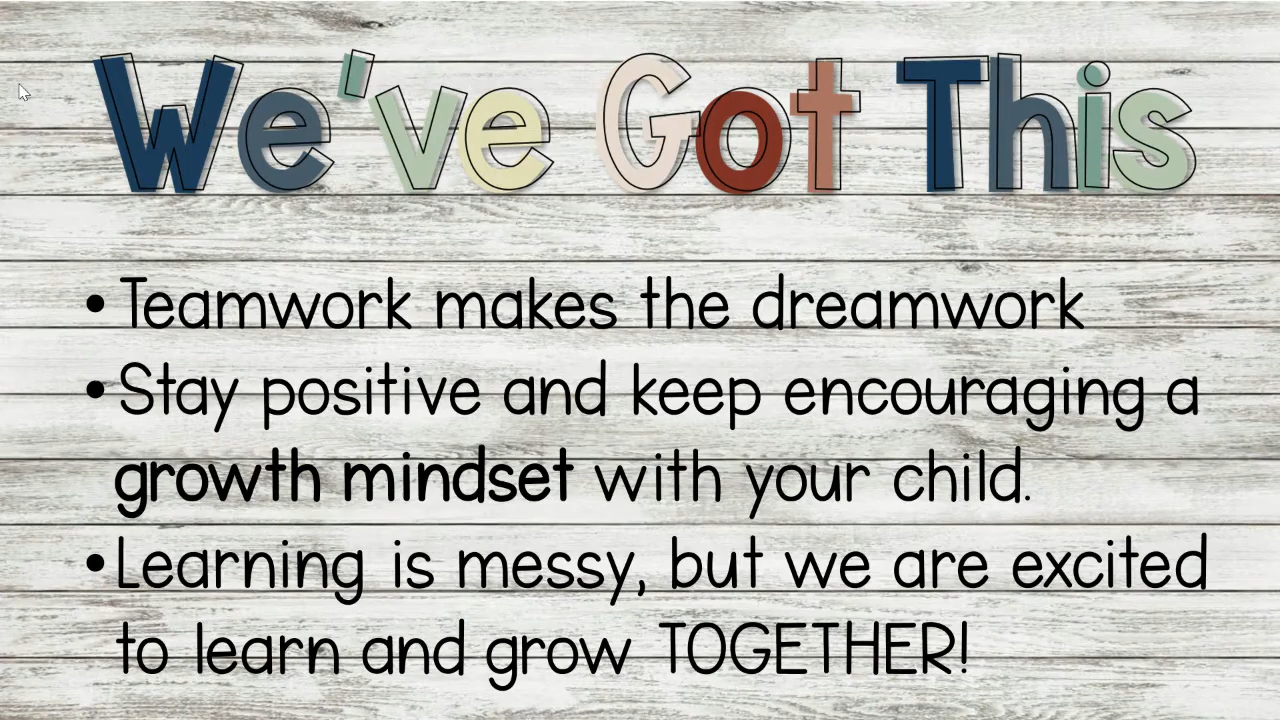 We've Got This
• Teamwork makes the dreamwork
• Stay positive and keep encouraging a
growth mindset with your child.
• Learning is messy, but we are excited
to learn and grow TOGETHER!